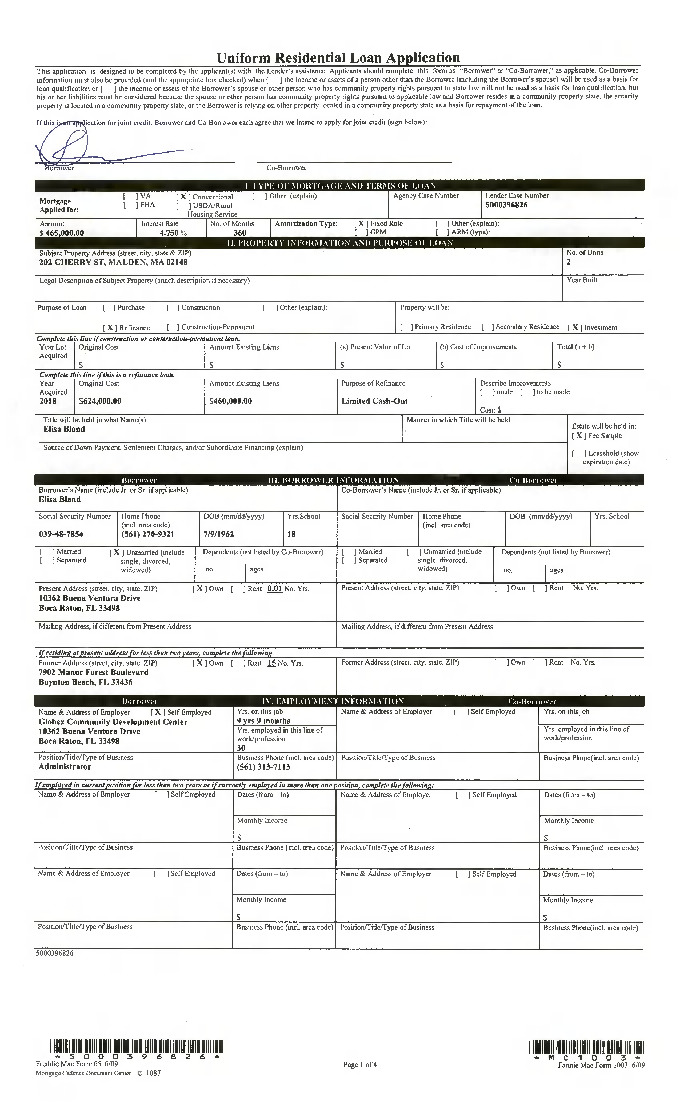 Uniform Residential Loan Application
This application is designed to be completed by the applicant(s) with the Lender's assistance. Applicants should complete this form as "Borrower" or "Co-Borrower," as applicable. Co-Borrower
information must also be provided (and the appropriate box checked) when [ ] the income or assets of a person other than the Borrower (including the Borrower's spouse) will be used as a basis for
loan qualification or [ ] the income or assets of the Borrower's spouse or other person who has community property rights pursuant to state law will not be used as a basis for loan qualification, but
his or her liabilities must be considered because the spouse or other person has community property rights pursuant to applicable law and Borrower resides in a community property state, the security
property is located in a community property state, or the Borrower is relying on other property located in a community property state as a basis for repayment of the loan.
If this is an application for joint credit, Borrower and Co-Borrower each agree that we intend to apply for joint credit (sign below):
Borrower Co-Borrower
I. TYPE OF MORTGAGE AND TERMS OF LOAN
Mortgage Applied for: [ ] VA [ X ] Conventional [ ] Other (explain) Agency Case Number Lender Case Number
[ ] FHA [ ] USDA/Rural Housing Service 5000396826
Amount Interest Rate No. of Months Amortization Type: [ X ] Fixed Rate [ ] Other (explain):
$ 465,000.00 4.750 % 360 [ ] GPM [ ] ARM (type):
II. PROPERTY INFORMATION AND PURPOSE OF LOAN
Subject Property Address (street, city, state & ZIP) No. of Units
202 CHERRY ST, MALDEN, MA 02148 2
Legal Description of Subject Property (attach description if necessary) Year Built
Purpose of Loan [ ] Purchase [ ] Construction [ ] Other (explain): Property will be:
[ X ] Refinance [ ] Construction-Permanent [ ] Primary Residence [ ] Secondary Residence [ X ] Investment
Complete this line if construction or construction-permanent loan.
Year Lot Acquired Original Cost Amount Existing Liens (a) Present Value of Lot (b) Cost of Improvements Total (a + b)
$ $ $ $ $
Complete this line if this is a refinance loan.
Year Acquired Original Cost Amount Existing Liens Purpose of Refinance Describe Improvements [ ] made [ ] to be made
2018 $624,000.00 $460,000.00 Limited Cash-Out
Cost: $
Title will be held in what Name(s) Manner in which Title will be held Estate will be held in:
Elisa Bland [ X ] Fee Simple
Source of Down Payment, Settlement Charges, and/or Subordinate Financing (explain) [ ] Leasehold (show expiration date)
Borrower III. BORROWER INFORMATION Co-Borrower
Borrower's Name (include Jr. or Sr. if applicable) Co-Borrower's Name (include Jr. or Sr. if applicable)
Elisa Bland
Social Security Number Home Phone (incl. area code) DOB (mm/dd/yyyy) Yrs. School Social Security Number Home Phone (incl. area code) DOB (mm/dd/yyyy) Yrs. School
039-48-7854 (561) 276-9321 7/9/1962 18
[ ] Married [ X ] Unmarried (include single, divorced, widowed) Dependents (not listed by Co-Borrower) [ ] Married [ ] Unmarried (include single, divorced, widowed) Dependents (not listed by Borrower)
[ ] Separated no. ages [ ] Separated no. ages
Present Address (street, city, state, ZIP) [ X ] Own [ ] Rent 0.01 No. Yrs. Present Address (street, city, state, ZIP) [ ] Own [ ] Rent No. Yrs.
10362 Buena Ventura Drive
Boca Raton, FL 33498
Mailing Address, if different from Present Address Mailing Address, if different from Present Address
If residing at present address for less than two years, complete the following
Former Address (street, city, state, ZIP) [ X ] Own [ ] Rent 15 No. Yrs. Former Address (street, city, state, ZIP) [ ] Own [ ] Rent No. Yrs.
7902 Manor Forest Boulevard
Boynton Beach, FL 33436
Borrower IV. EMPLOYMENT INFORMATION Co-Borrower
Name & Address of Employer [ X ] Self Employed Yrs. on this job Name & Address of Employer [ ] Self Employed Yrs. on this job
Globex Community Development Center 9 yrs 9 months
10362 Buena Ventura Drive Yrs. employed in this line of work/profession Yrs. employed in this line of work/profession
Boca Raton, FL 33498 30
Position/Title/Type of Business Business Phone (incl. area code) Position/Title/Type of Business Business Phone (incl. area code)
Administrator (561) 313-7113
If employed in current position for less than two years or if currently employed in more than one position, complete the following:
Name & Address of Employer [ ] Self Employed Dates (from – to) Name & Address of Employer [ ] Self Employed Dates (from – to)
Monthly Income Monthly Income
$ $
Position/Title/Type of Business Business Phone (incl. area code) Position/Title/Type of Business Business Phone (incl. area code)
Name & Address of Employer [ ] Self Employed Dates (from – to) Name & Address of Employer [ ] Self Employed Dates (from – to)
Monthly Income Monthly Income
$ $
Position/Title/Type of Business Business Phone (incl. area code) Position/Title/Type of Business Business Phone (incl. area code)
5000396826
* 5 0 0 0 3 9 6 8 2 6 * * M C 1 0 0 3 *
Freddie Mac Form 65 6/09 Page 1 of 4 Fannie Mae Form 1003 6/09
Mortgage Cadence Document Center © 1087